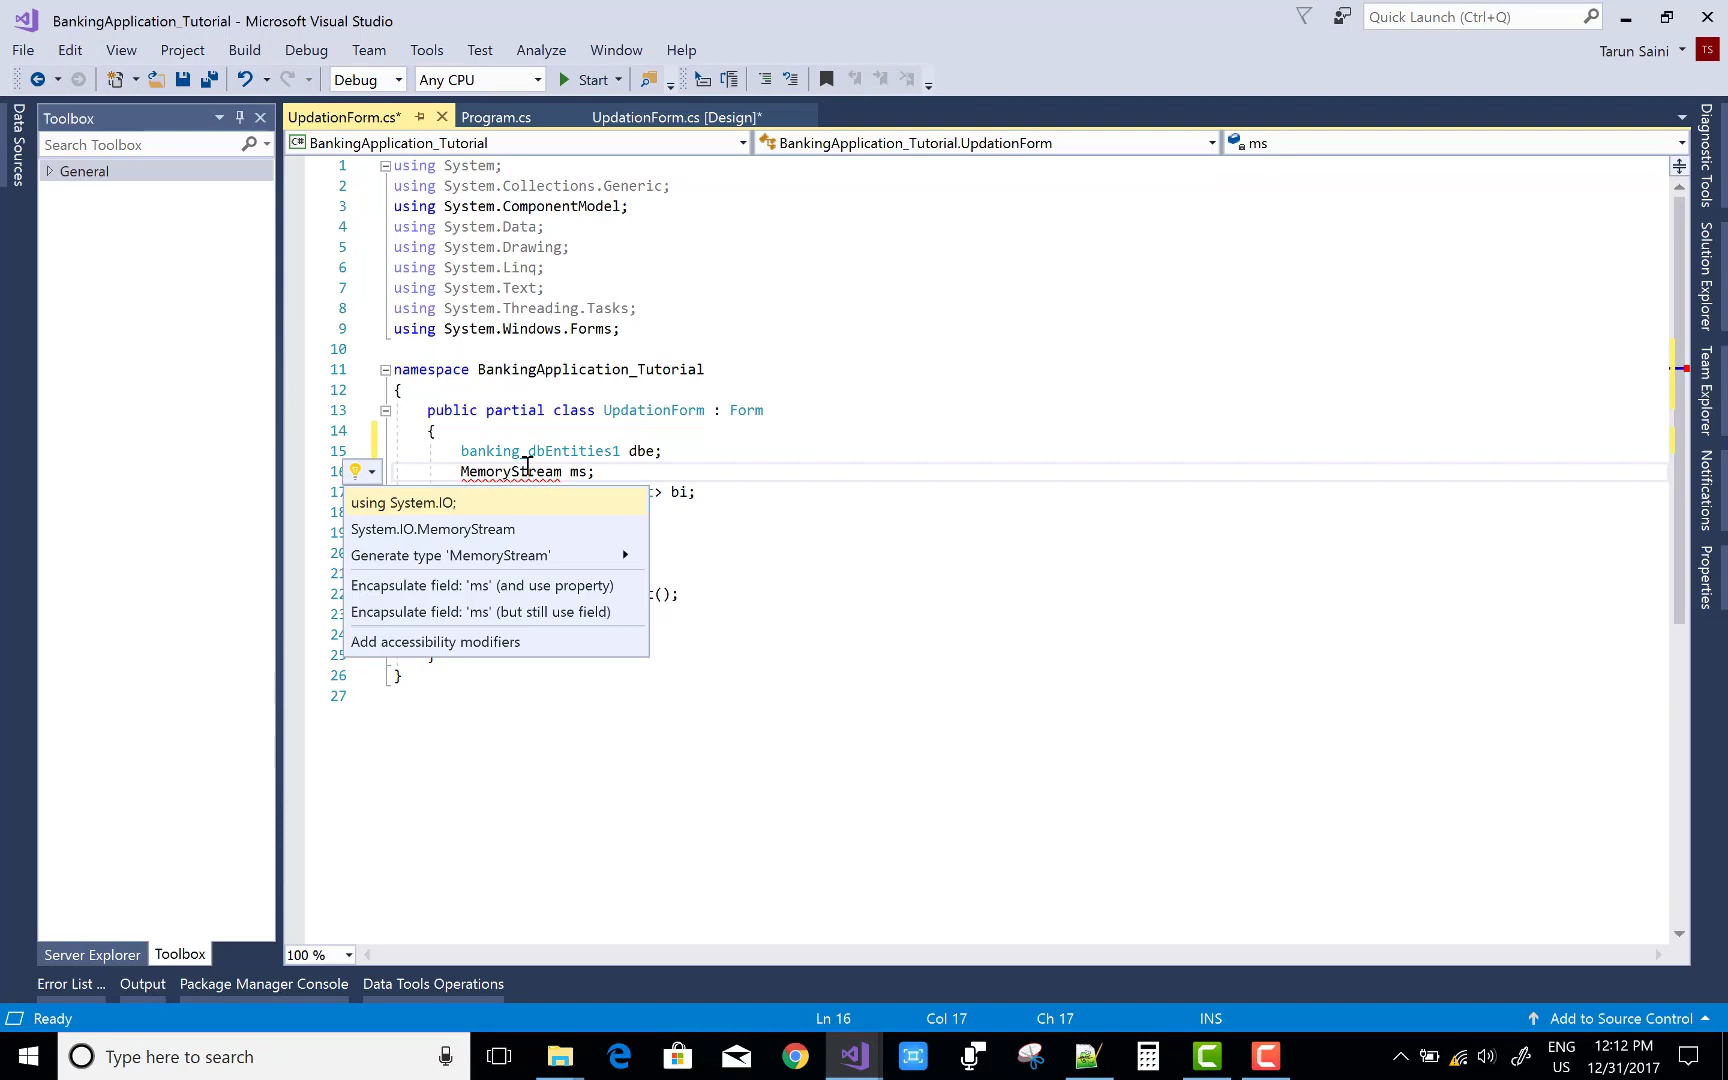 BankingApplication_Tutorial - Microsoft Visual Studio
Quick Launch (Ctrl+Q)
File Edit View Project Build Debug Team Tools Test Analyze Window Help
Tarun Saini TS
Debug Any CPU Start
Data Sources
Toolbox
Search Toolbox
General
UpdationForm.cs* Program.cs UpdationForm.cs [Design]*
C# BankingApplication_Tutorial BankingApplication_Tutorial.UpdationForm ms
1 using System;
2 using System.Collections.Generic;
3 using System.ComponentModel;
4 using System.Data;
5 using System.Drawing;
6 using System.Linq;
7 using System.Text;
8 using System.Threading.Tasks;
9 using System.Windows.Forms;
10
11 namespace BankingApplication_Tutorial
12 {
13 public partial class UpdationForm : Form
14 {
15 banking_dbEntities1 dbe;
16 MemoryStream ms;
17 > bi;
using System.IO;
System.IO.MemoryStream
Generate type 'MemoryStream'
Encapsulate field: 'ms' (and use property)
22 ();
Encapsulate field: 'ms' (but still use field)
Add accessibility modifiers
25 }
26 }
27
Diagnostic Tools
Solution Explorer
Team Explorer
Notifications
Properties
100 %
Server Explorer Toolbox
Error List ... Output Package Manager Console Data Tools Operations
Ready Ln 16 Col 17 Ch 17 INS Add to Source Control
Type here to search
ENG
US
12:12 PM
12/31/2017